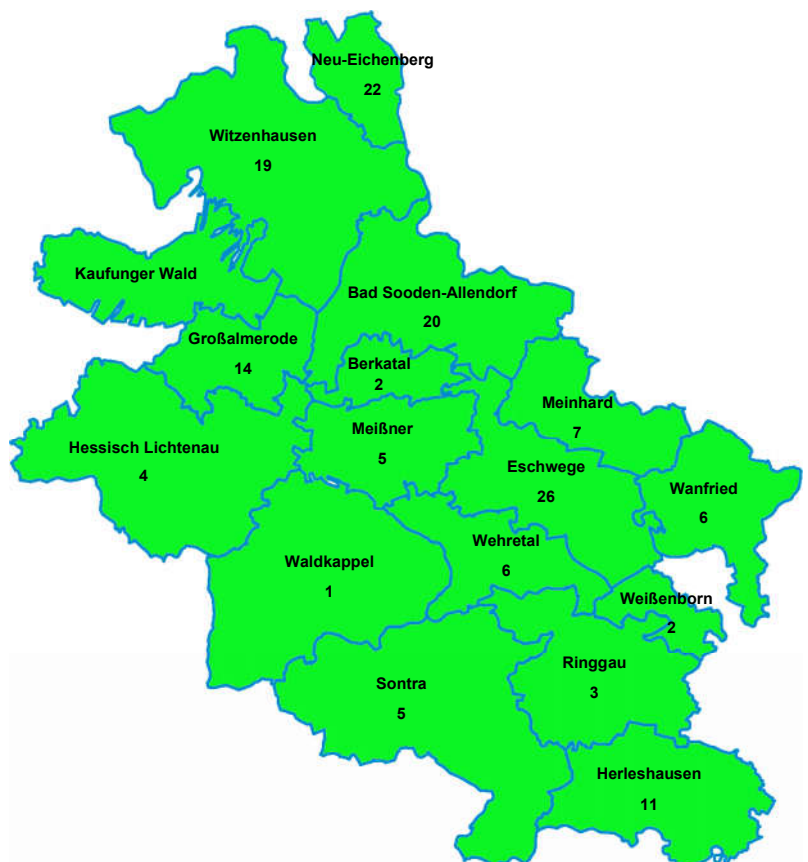 Neu-Eichenberg
22
Witzenhausen
19
Kaufunger Wald
Bad Sooden-Allendorf
20
Großalmerode
14
Berkatal
2
Meinhard
7
Meißner
5
Hessisch Lichtenau
4
Eschwege
26
Wanfried
6
Wehretal
6
Waldkappel
1
Weißenborn
2
Ringgau
3
Sontra
5
Herleshausen
11